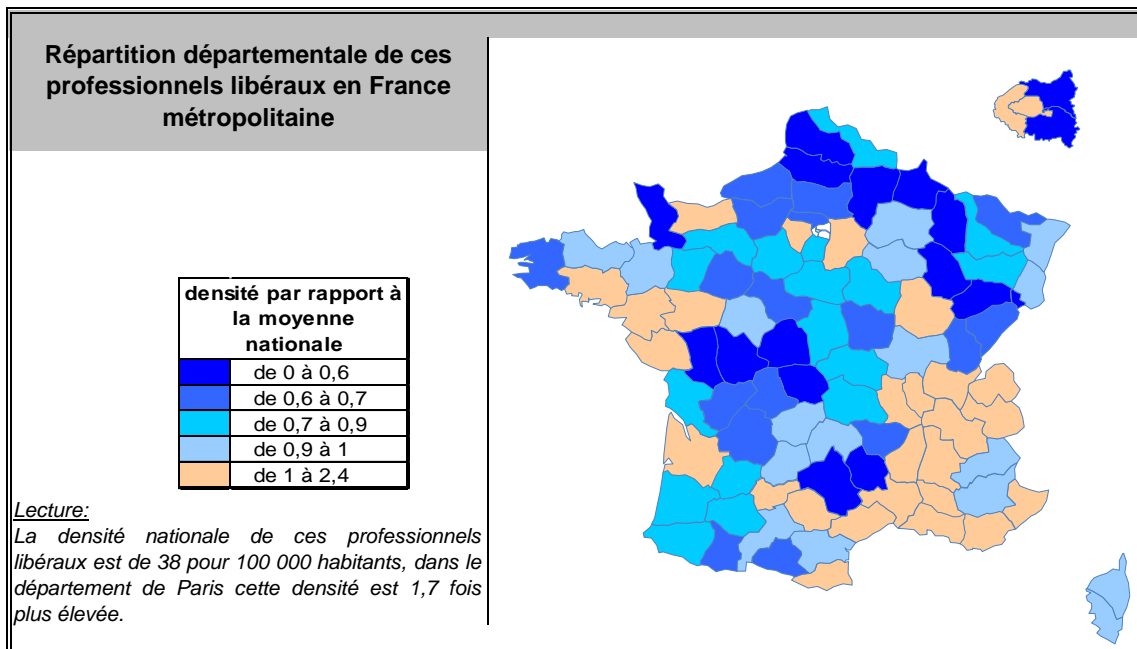 Répartition départementale de ces
professionnels libéraux en France
métropolitaine
densité par rapport à
la moyenne
nationale
de 0 à 0,6
de 0,6 à 0,7
de 0,7 à 0,9
de 0,9 à 1
de 1 à 2,4
Lecture:
La densité nationale de ces professionnels
libéraux est de 38 pour 100 000 habitants, dans le
département de Paris cette densité est 1,7 fois
plus élevée.